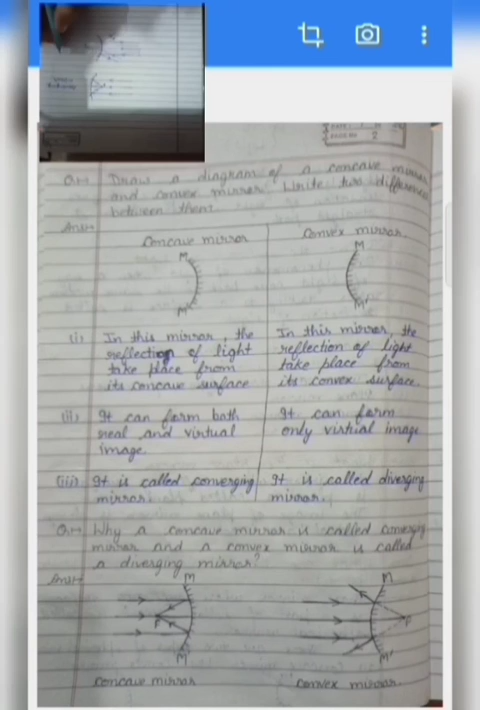 2
Draw a diagram of a concave mirror
and convex mirror. Write two differences
between them.
Ans→
Concave mirror
Convex mirror.
M
M'
M
M'
(i) In this mirror, the
reflection of light
take place from
its concave surface
In this mirror, the
reflection of light
take place from
its convex surface.
(ii) It can form both
real and virtual
image.
It can form
only virtual image
(iii) It is called converging
mirror.
It is called diverging
mirror.
Why a concave mirror is called converging
mirror and a convex mirror is called
a diverging mirror?
Ans→
M
F
M'
M
F
M'
concave mirror
convex mirror.